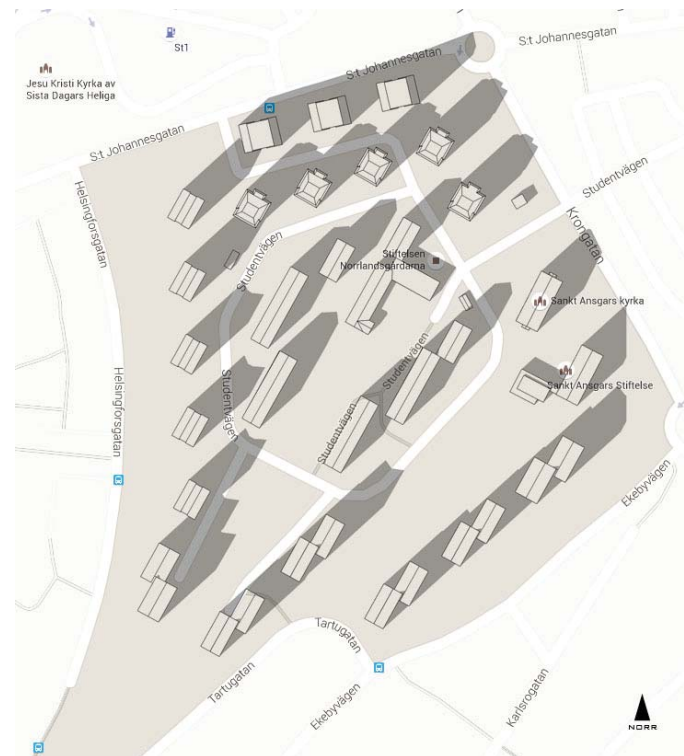 S:t Johannesgatan
St1
S:t Johannesgatan
Jesu Kristi Kyrka av
Sista Dagars Heliga
S:t Johannesgatan
Studentvägen
Helsingforsgatan
Krongatan
Studentvägen
Stiftelsen
Norrlandsgårdarna
Sankt Ansgars kyrka
Studentvägen
Helsingforsgatan
Studentvägen
Sankt Ansgars Stiftelse
Studentvägen
Ekebyvägen
Tartugatan
Tartugatan
Ekebyvägen
Karlsrogatan
NORR